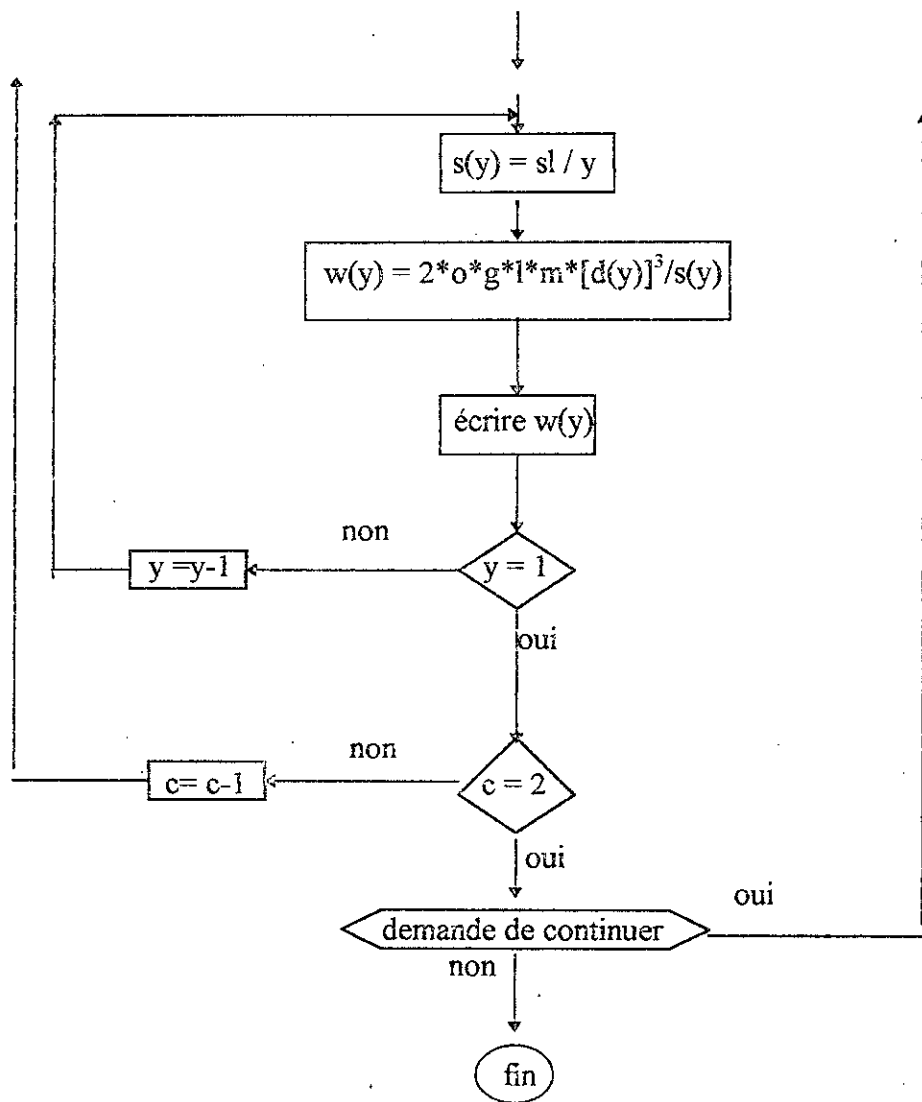 s(y) = sl / y
w(y) = 2*o*g*l*m*[d(y)]³/s(y)
écrire w(y)
non
y =y-1
y = 1
oui
non
c= c-1
c = 2
oui
oui
demande de continuer
non
fin